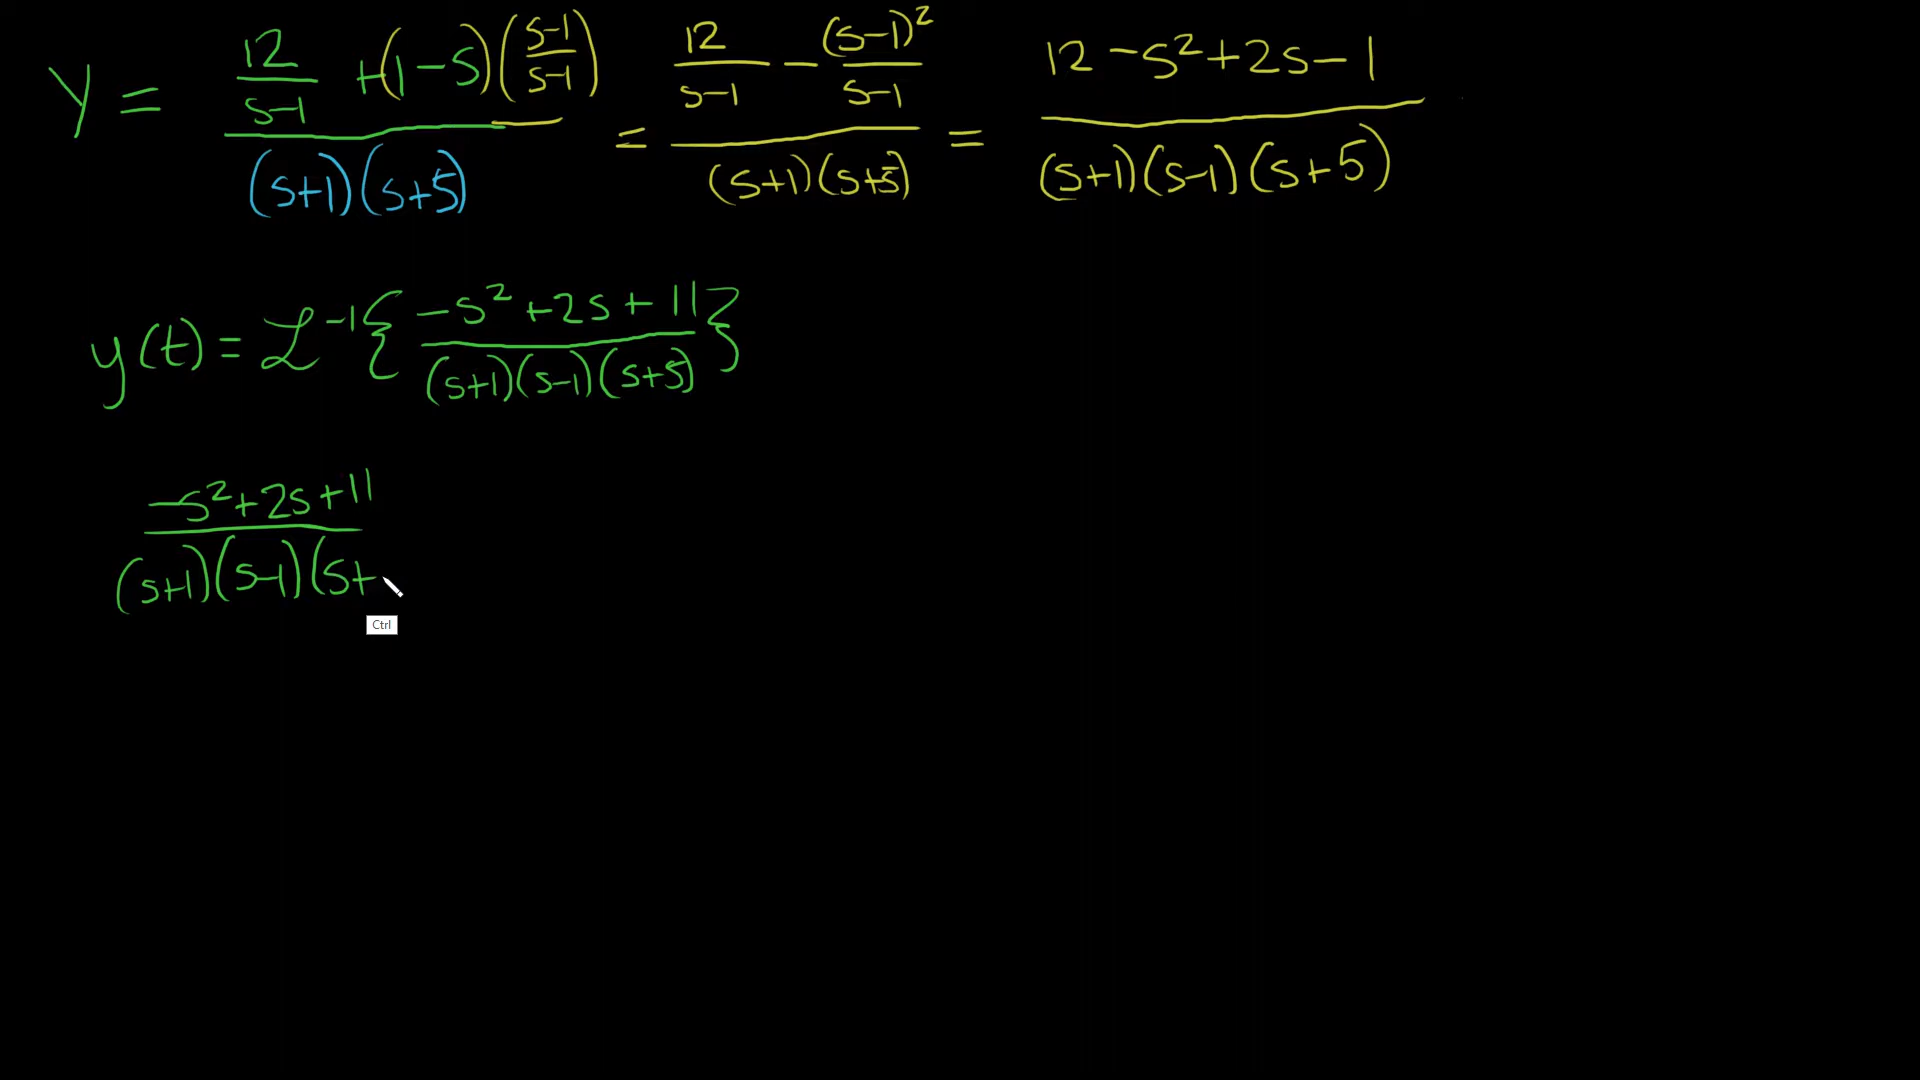 Y = (12/(s-1) + (1-s)((s-1)/(s-1))) / ((s+1)(s+5)) = (12/(s-1) - (s-1)²/(s-1)) / ((s+1)(s+5)) = (12 - s² + 2s - 1) / ((s+1)(s-1)(s+5))
y(t) = ℒ⁻¹{(-s² + 2s + 11) / ((s+1)(s-1)(s+5))}
-s² + 2s + 11
(s+1)(s-1)(s+
Ctrl